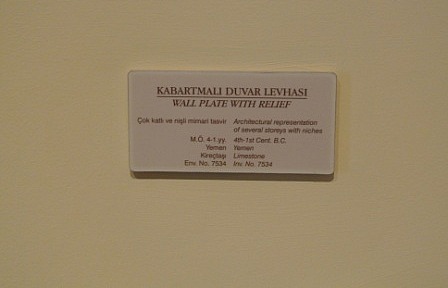 KABARTMALI DUVAR LEVHASI
WALL PLATE WITH RELIEF
Çok katlı ve nişli mimari tasvir
Architectural representation
of several storeys with niches
M.Ö. 4-1.yy. 4th-1st Cent. B.C.
Yemen Yemen
Kireçtaşı Limestone
Env. No. 7534 Inv. No. 7534